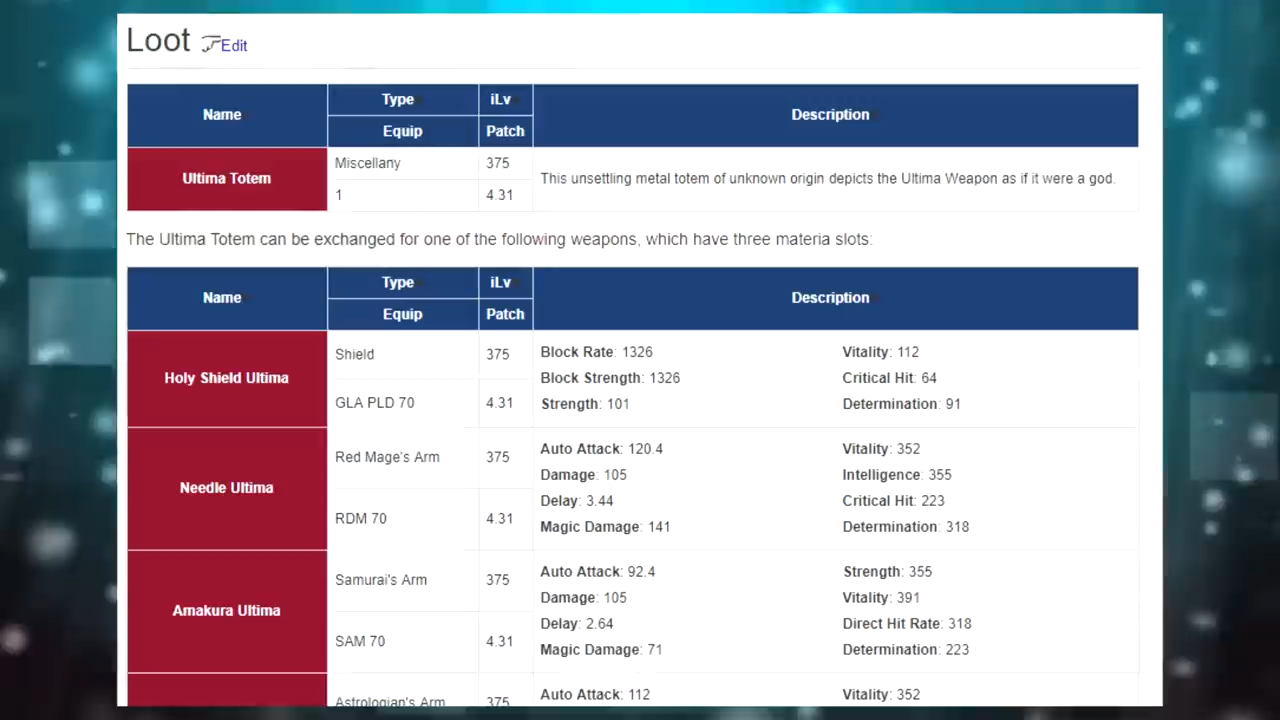 Loot Edit
Name Type iLv Description
Equip Patch
Ultima Totem Miscellany 375 This unsettling metal totem of unknown origin depicts the Ultima Weapon as if it were a god.
1 4.31
The Ultima Totem can be exchanged for one of the following weapons, which have three materia slots:
Name Type iLv Description
Equip Patch
Holy Shield Ultima Shield 375 Block Rate: 1326 Vitality: 112
Block Strength: 1326 Critical Hit: 64
GLA PLD 70 4.31 Strength: 101 Determination: 91
Needle Ultima Red Mage's Arm 375 Auto Attack: 120.4 Vitality: 352
Damage: 105 Intelligence: 355
Delay: 3.44 Critical Hit: 223
RDM 70 4.31 Magic Damage: 141 Determination: 318
Amakura Ultima Samurai's Arm 375 Auto Attack: 92.4 Strength: 355
Damage: 105 Vitality: 391
Delay: 2.64 Direct Hit Rate: 318
SAM 70 4.31 Magic Damage: 71 Determination: 223
Astrologian's Arm 375 Auto Attack: 112 Vitality: 352